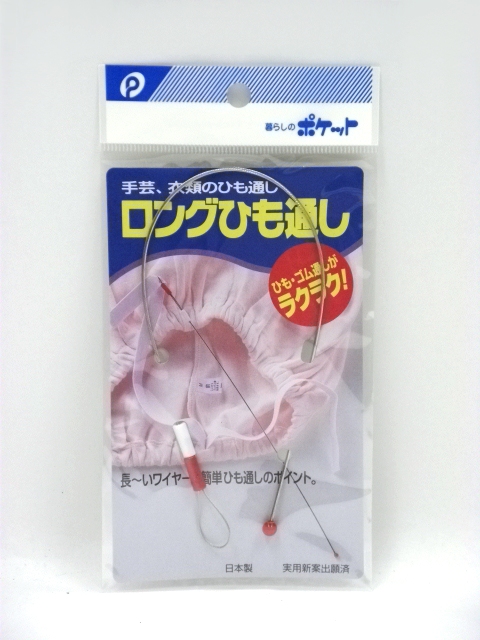 P
暮らしの ポケット
手芸、衣類のひも通し
ロングひも通し
ひも・ゴム通しが
ラクラク!
長〜いワイヤー 簡単ひも通しのポイント。
日本製 実用新案出願済